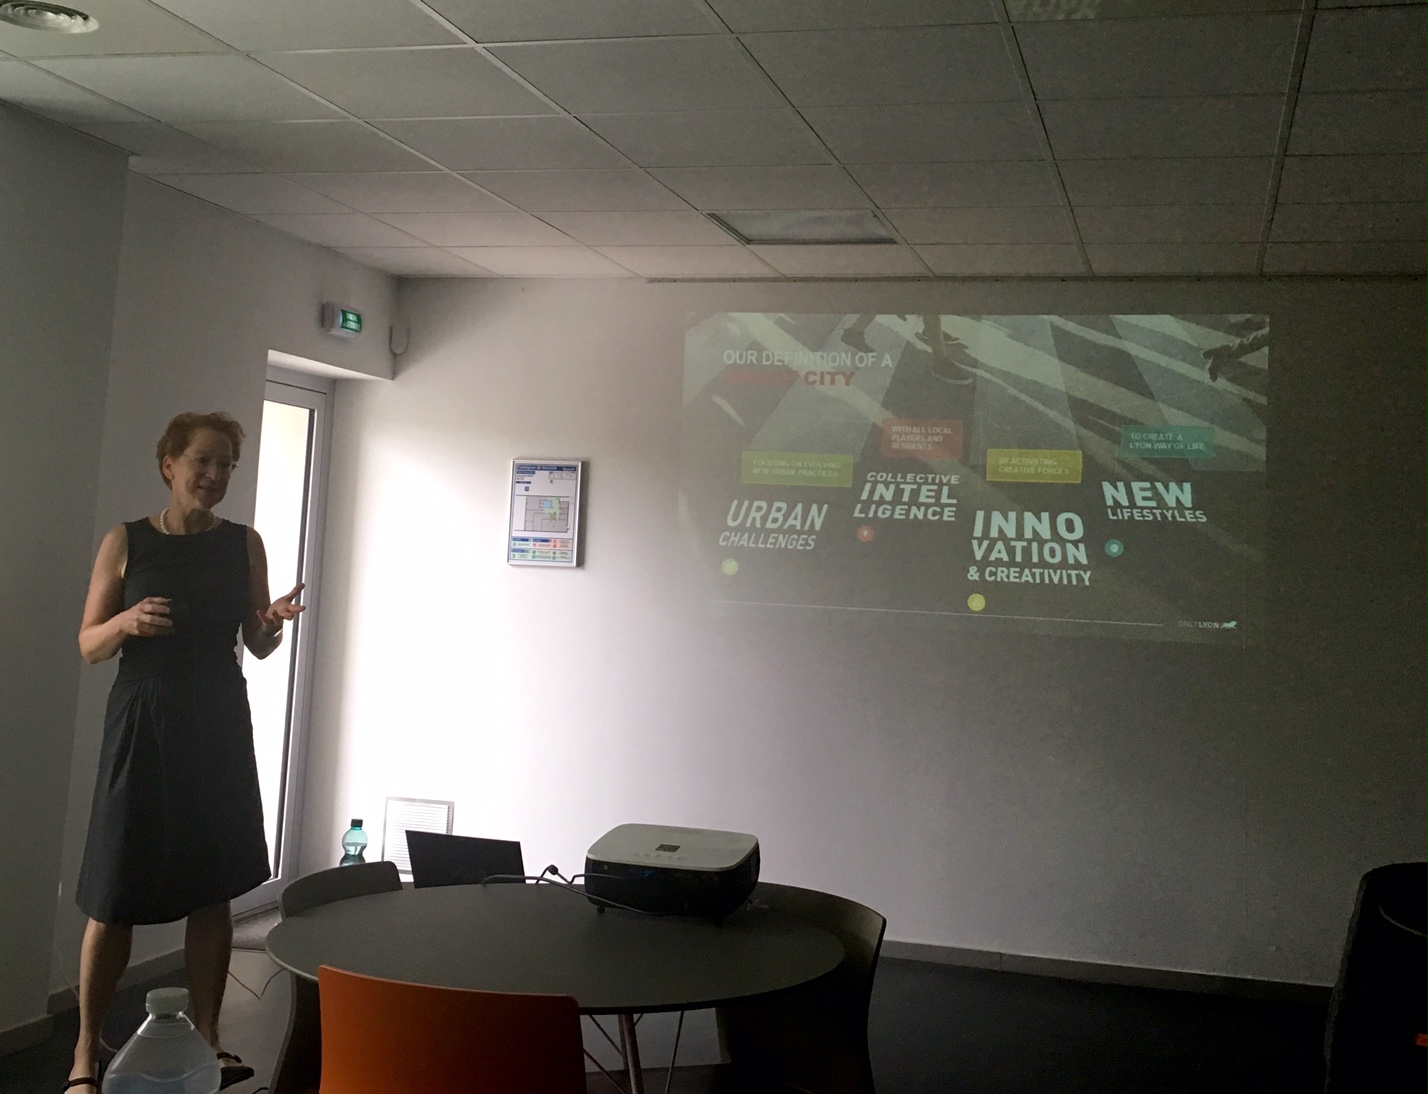 OUR DEFINITION OF A
CITY
FOCUSING ON EVOLVING
NEW URBAN PRACTICES
URBAN
CHALLENGES
WITH ALL LOCAL
PLAYERS AND
RESIDENTS
COLLECTIVE
INTEL
LIGENCE
BY ACTIVATING
CREATIVE FORCES
INNO
VATION
& CREATIVITY
TO CREATE A
LYON WAY OF LIFE
NEW
LIFESTYLES
ONLYLYON